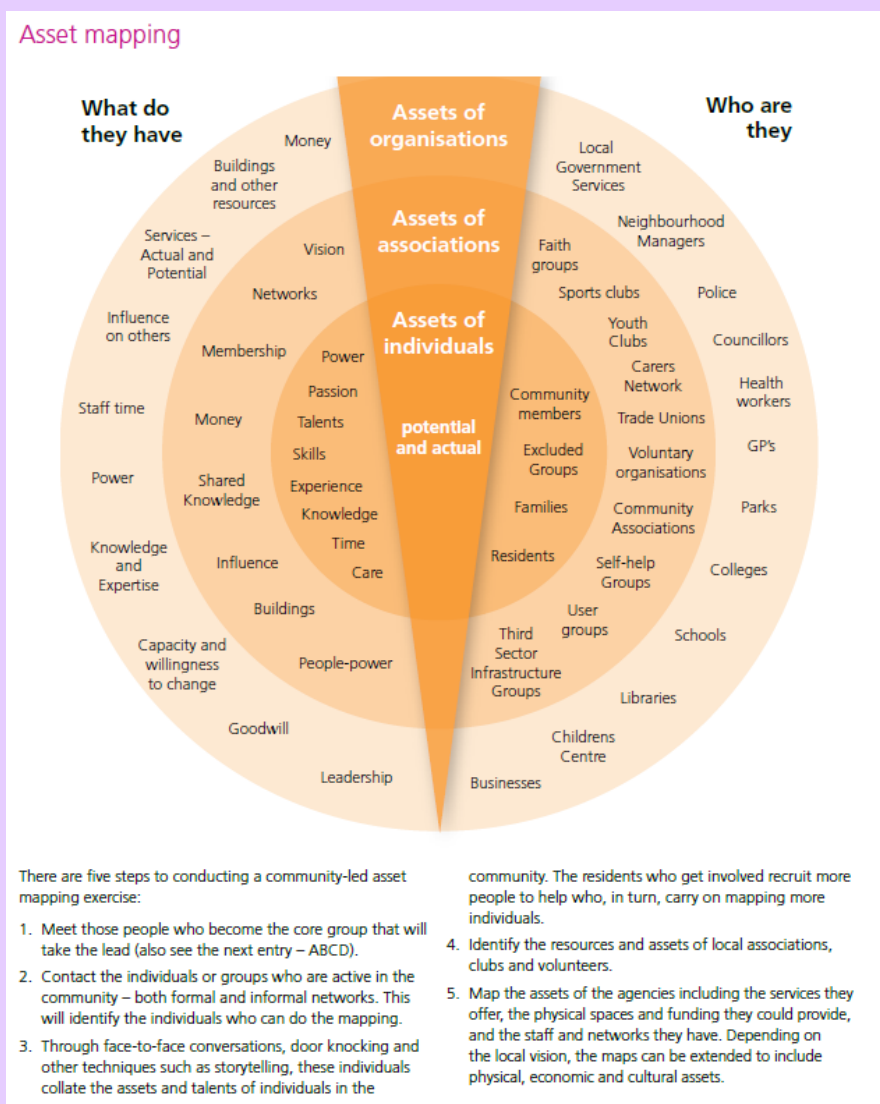 Asset mapping
What do
they have
Who are
they
Assets of
organisations
Assets of
associations
Assets of
individuals
potential
and actual
Money
Buildings
and other
resources
Services –
Actual and
Potential
Influence
on others
Staff time
Power
Knowledge
and
Expertise
Capacity and
willingness
to change
Goodwill
Leadership
Vision
Networks
Membership
Money
Shared
Knowledge
Influence
Buildings
People-power
Power
Passion
Talents
Skills
Experience
Knowledge
Time
Care
Community
members
Excluded
Groups
Families
Residents
Faith
groups
Sports clubs
Youth
Clubs
Carers
Network
Trade Unions
Voluntary
organisations
Community
Associations
Self-help
Groups
User
groups
Third
Sector
Infrastructure
Groups
Local
Government
Services
Neighbourhood
Managers
Police
Councillors
Health
workers
GP's
Parks
Colleges
Schools
Libraries
Childrens
Centre
Businesses
There are five steps to conducting a community-led asset
mapping exercise:
1. Meet those people who become the core group that will
take the lead (also see the next entry – ABCD).
2. Contact the individuals or groups who are active in the
community – both formal and informal networks. This
will identify the individuals who can do the mapping.
3. Through face-to-face conversations, door knocking and
other techniques such as storytelling, these individuals
collate the assets and talents of individuals in the
community. The residents who get involved recruit more
people to help who, in turn, carry on mapping more
individuals.
4. Identify the resources and assets of local associations,
clubs and volunteers.
5. Map the assets of the agencies including the services they
offer, the physical spaces and funding they could provide,
and the staff and networks they have. Depending on
the local vision, the maps can be extended to include
physical, economic and cultural assets.